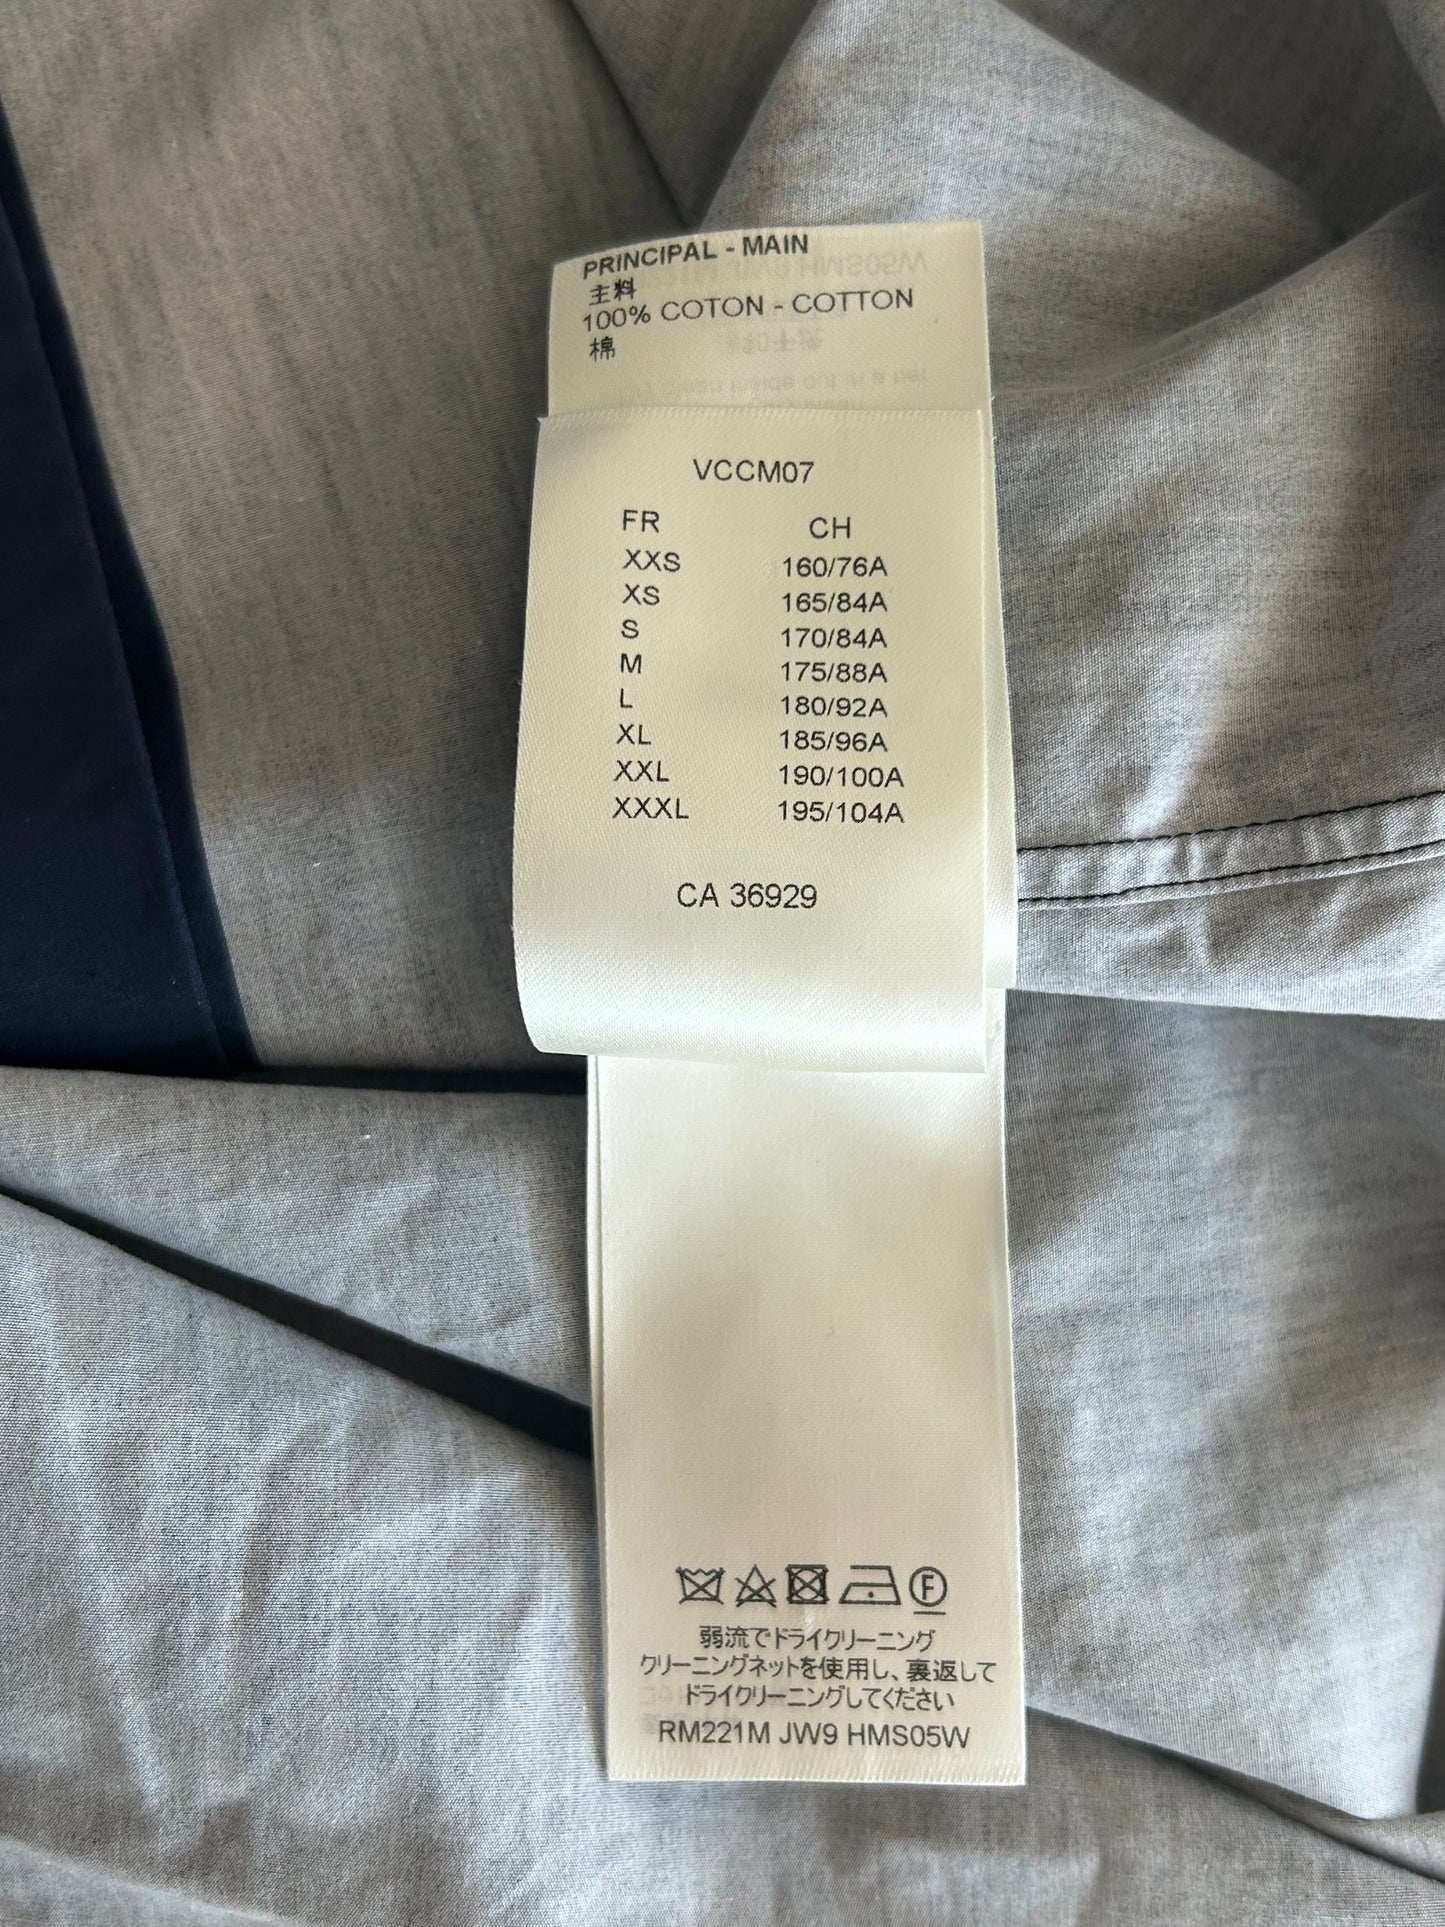 PRINCIPAL - MAIN
主料
100% COTON - COTTON
棉
VCCM07
FR CH
XXS 160/76A
XS 165/84A
S 170/84A
M 175/88A
L 180/92A
XL 185/96A
XXL 190/100A
XXXL 195/104A
CA 36929
F
弱流でドライクリーニング
クリーニングネットを使用し、裏返して
ドライクリーニングしてください
RM221M JW9 HMS05W